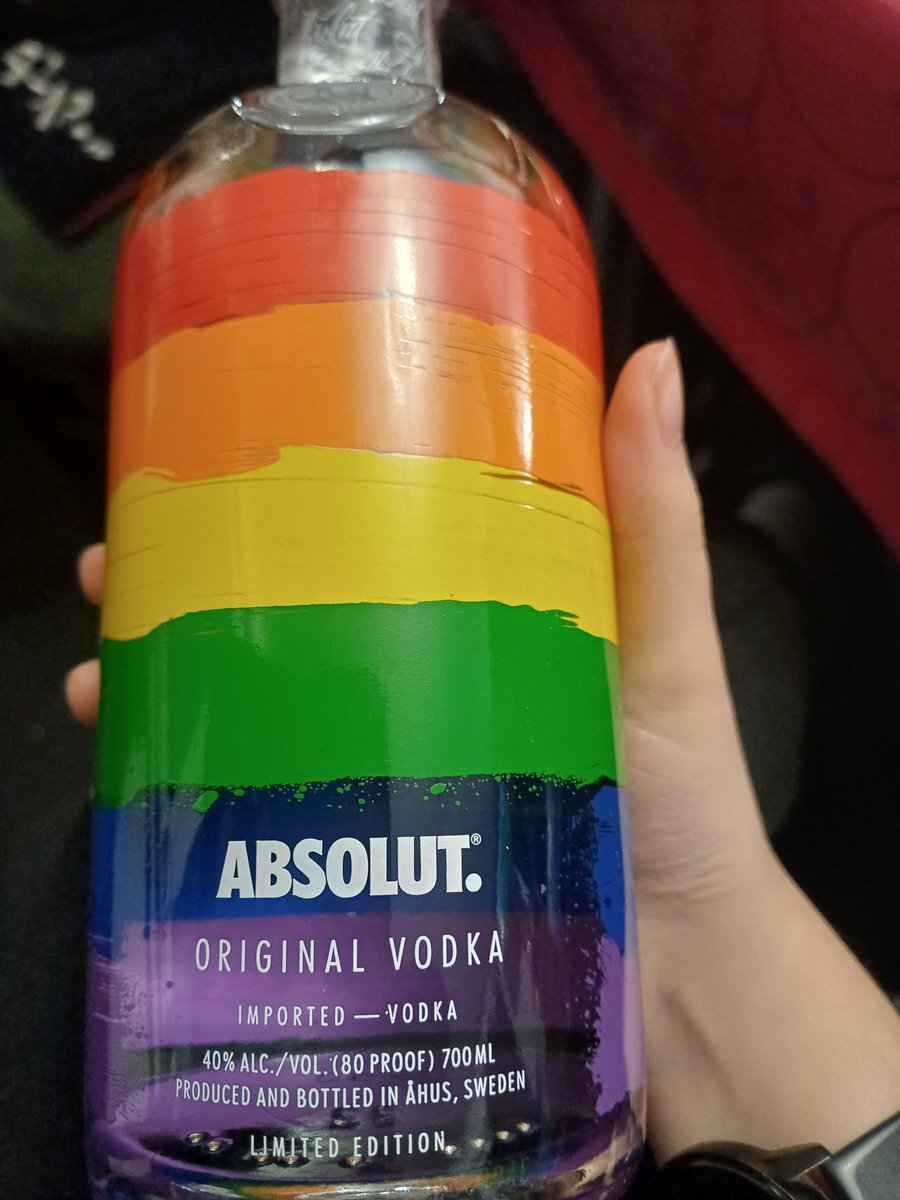 ABSOLUT.®
ORIGINAL VODKA
IMPORTED — VODKA
40% ALC./VOL. (80 PROOF) 700 ML
PRODUCED AND BOTTLED IN ÅHUS, SWEDEN
LIMITED EDITION.